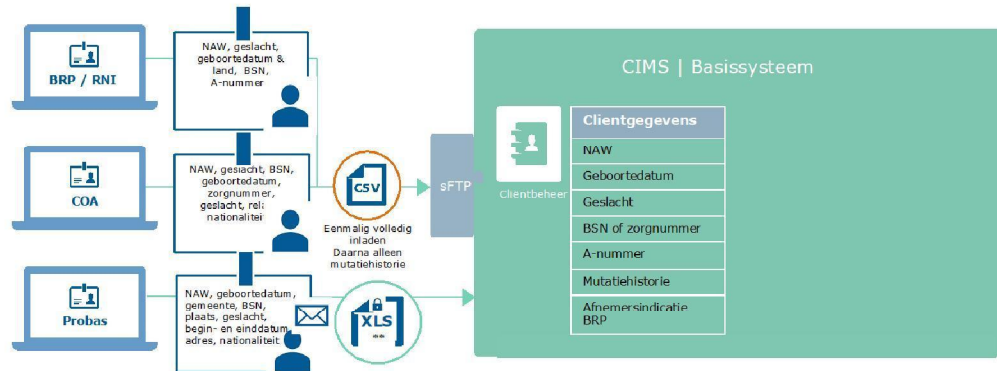 BRP / RNI
NAW, geslacht,
geboortedatum &
land, BSN,
A-nummer
COA
NAW, geslacht, BSN,
geboortedatum,
zorgnummer,
geslacht,
nationaliteit
Probas
NAW, geboortedatum,
gemeente, BSN,
plaats, geslacht,
begin- en einddatum
adres, nationaliteit
CSV
Eenmalig volledig
inladen
Daarna alleen
mutatiehistorie
XLS
**
sFTP
CIMS | Basissysteem
Clientbeheer
Clientgegevens
NAW
Geboortedatum
Geslacht
BSN of zorgnummer
A-nummer
Mutatiehistorie
Afnemersindicatie
BRP